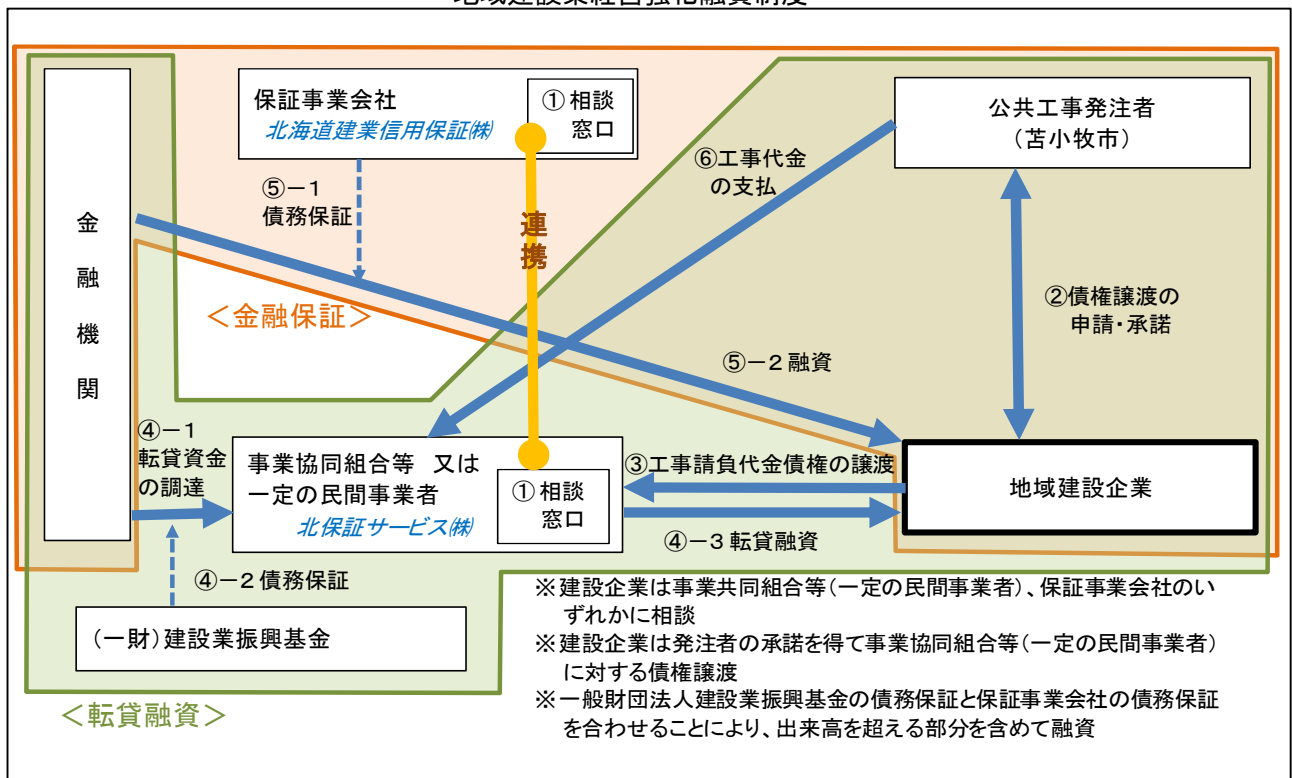 地域建設業経営強化融資制度
保証事業会社
北海道建業信用保証㈱
①相談
窓口
公共工事発注者
(苫小牧市)
⑥工事代金
の支払
⑤－1
債務保証
金
融
機
関
連
携
＜金融保証＞
②債権譲渡の
申請・承諾
⑤－２融資
④－1
転貸資金
の調達
事業協同組合等　又は
一定の民間事業者
北保証サービス㈱
①相談
窓口
③工事請負代金債権の譲渡
地域建設企業
④－３転貸融資
④－２債務保証
(一財)建設業振興基金
※建設企業は事業共同組合等(一定の民間事業者)、保証事業会社のい
ずれかに相談
※建設企業は発注者の承諾を得て事業協同組合等(一定の民間事業者)
に対する債権譲渡
※一般財団法人建設業振興基金の債務保証と保証事業会社の債務保証
を合わせることにより、出来高を超える部分を含めて融資
＜転貸融資＞